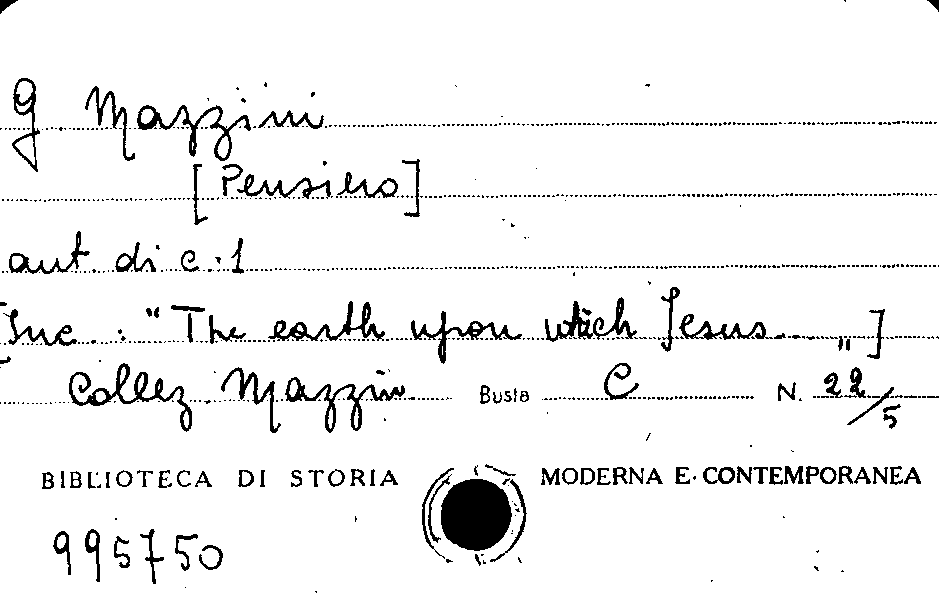 G. Mazzini
[Pensiero]
aut. di c. 1
[Inc. : "The earth upon which Jesus....."]
Collez. Mazzini Busta C N. 22/5
BIBLIOTECA DI STORIA MODERNA E CONTEMPORANEA
995750